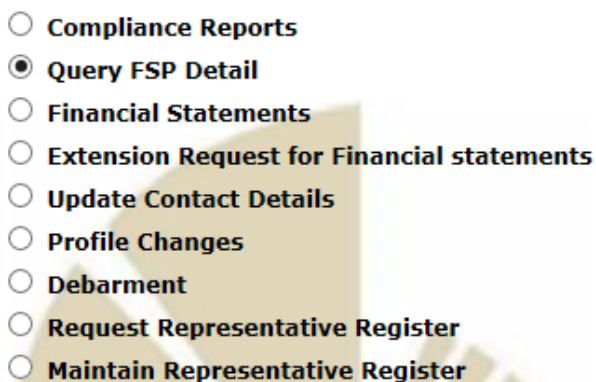 Compliance Reports
Query FSP Detail
Financial Statements
Extension Request for Financial statements
Update Contact Details
Profile Changes
Debarment
Request Representative Register
Maintain Representative Register